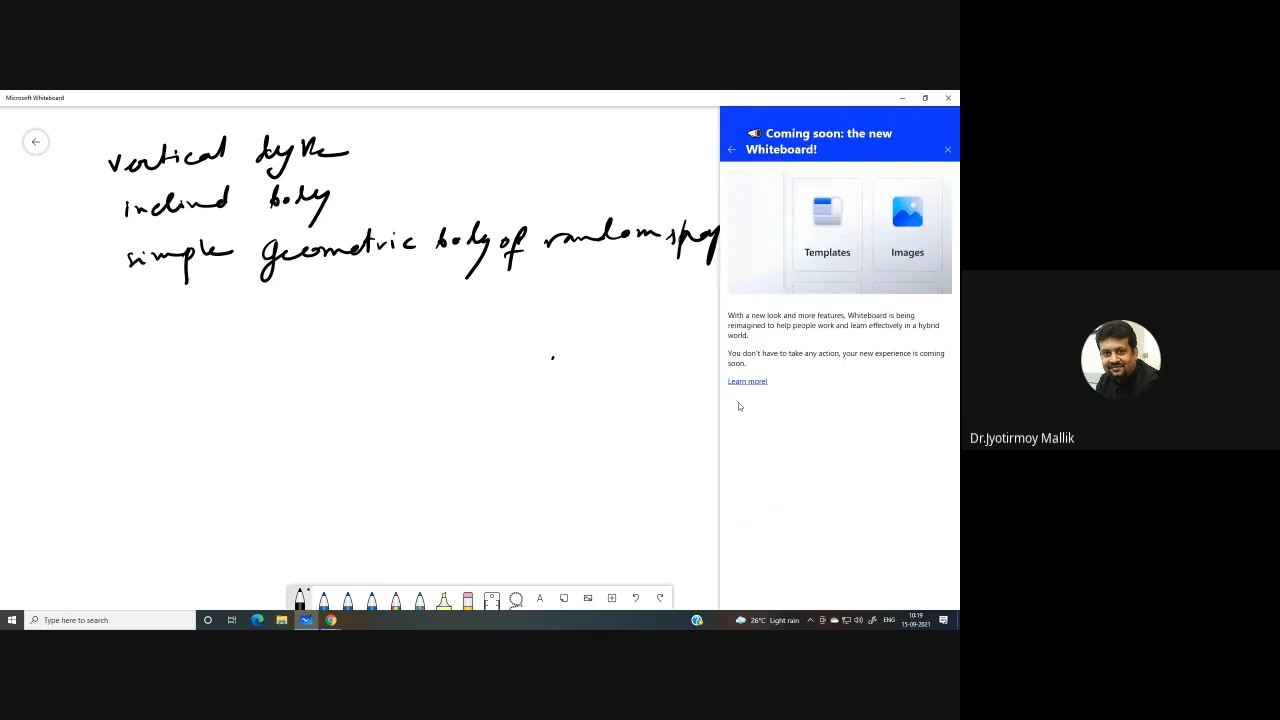 Microsoft Whiteboard
vertical dyke
inclined body
simple geometric body of random
📢 Coming soon: the new
Whiteboard!
Templates
Images
With a new look and more features, Whiteboard is being
reimagined to help people work and learn effectively in a hybrid
world.
You don't have to take any action, your new experience is coming
soon.
Learn more!
Dr.Jyotirmoy Mallik
Type here to search
26°C Light rain
ENG
10:19
15-09-2021